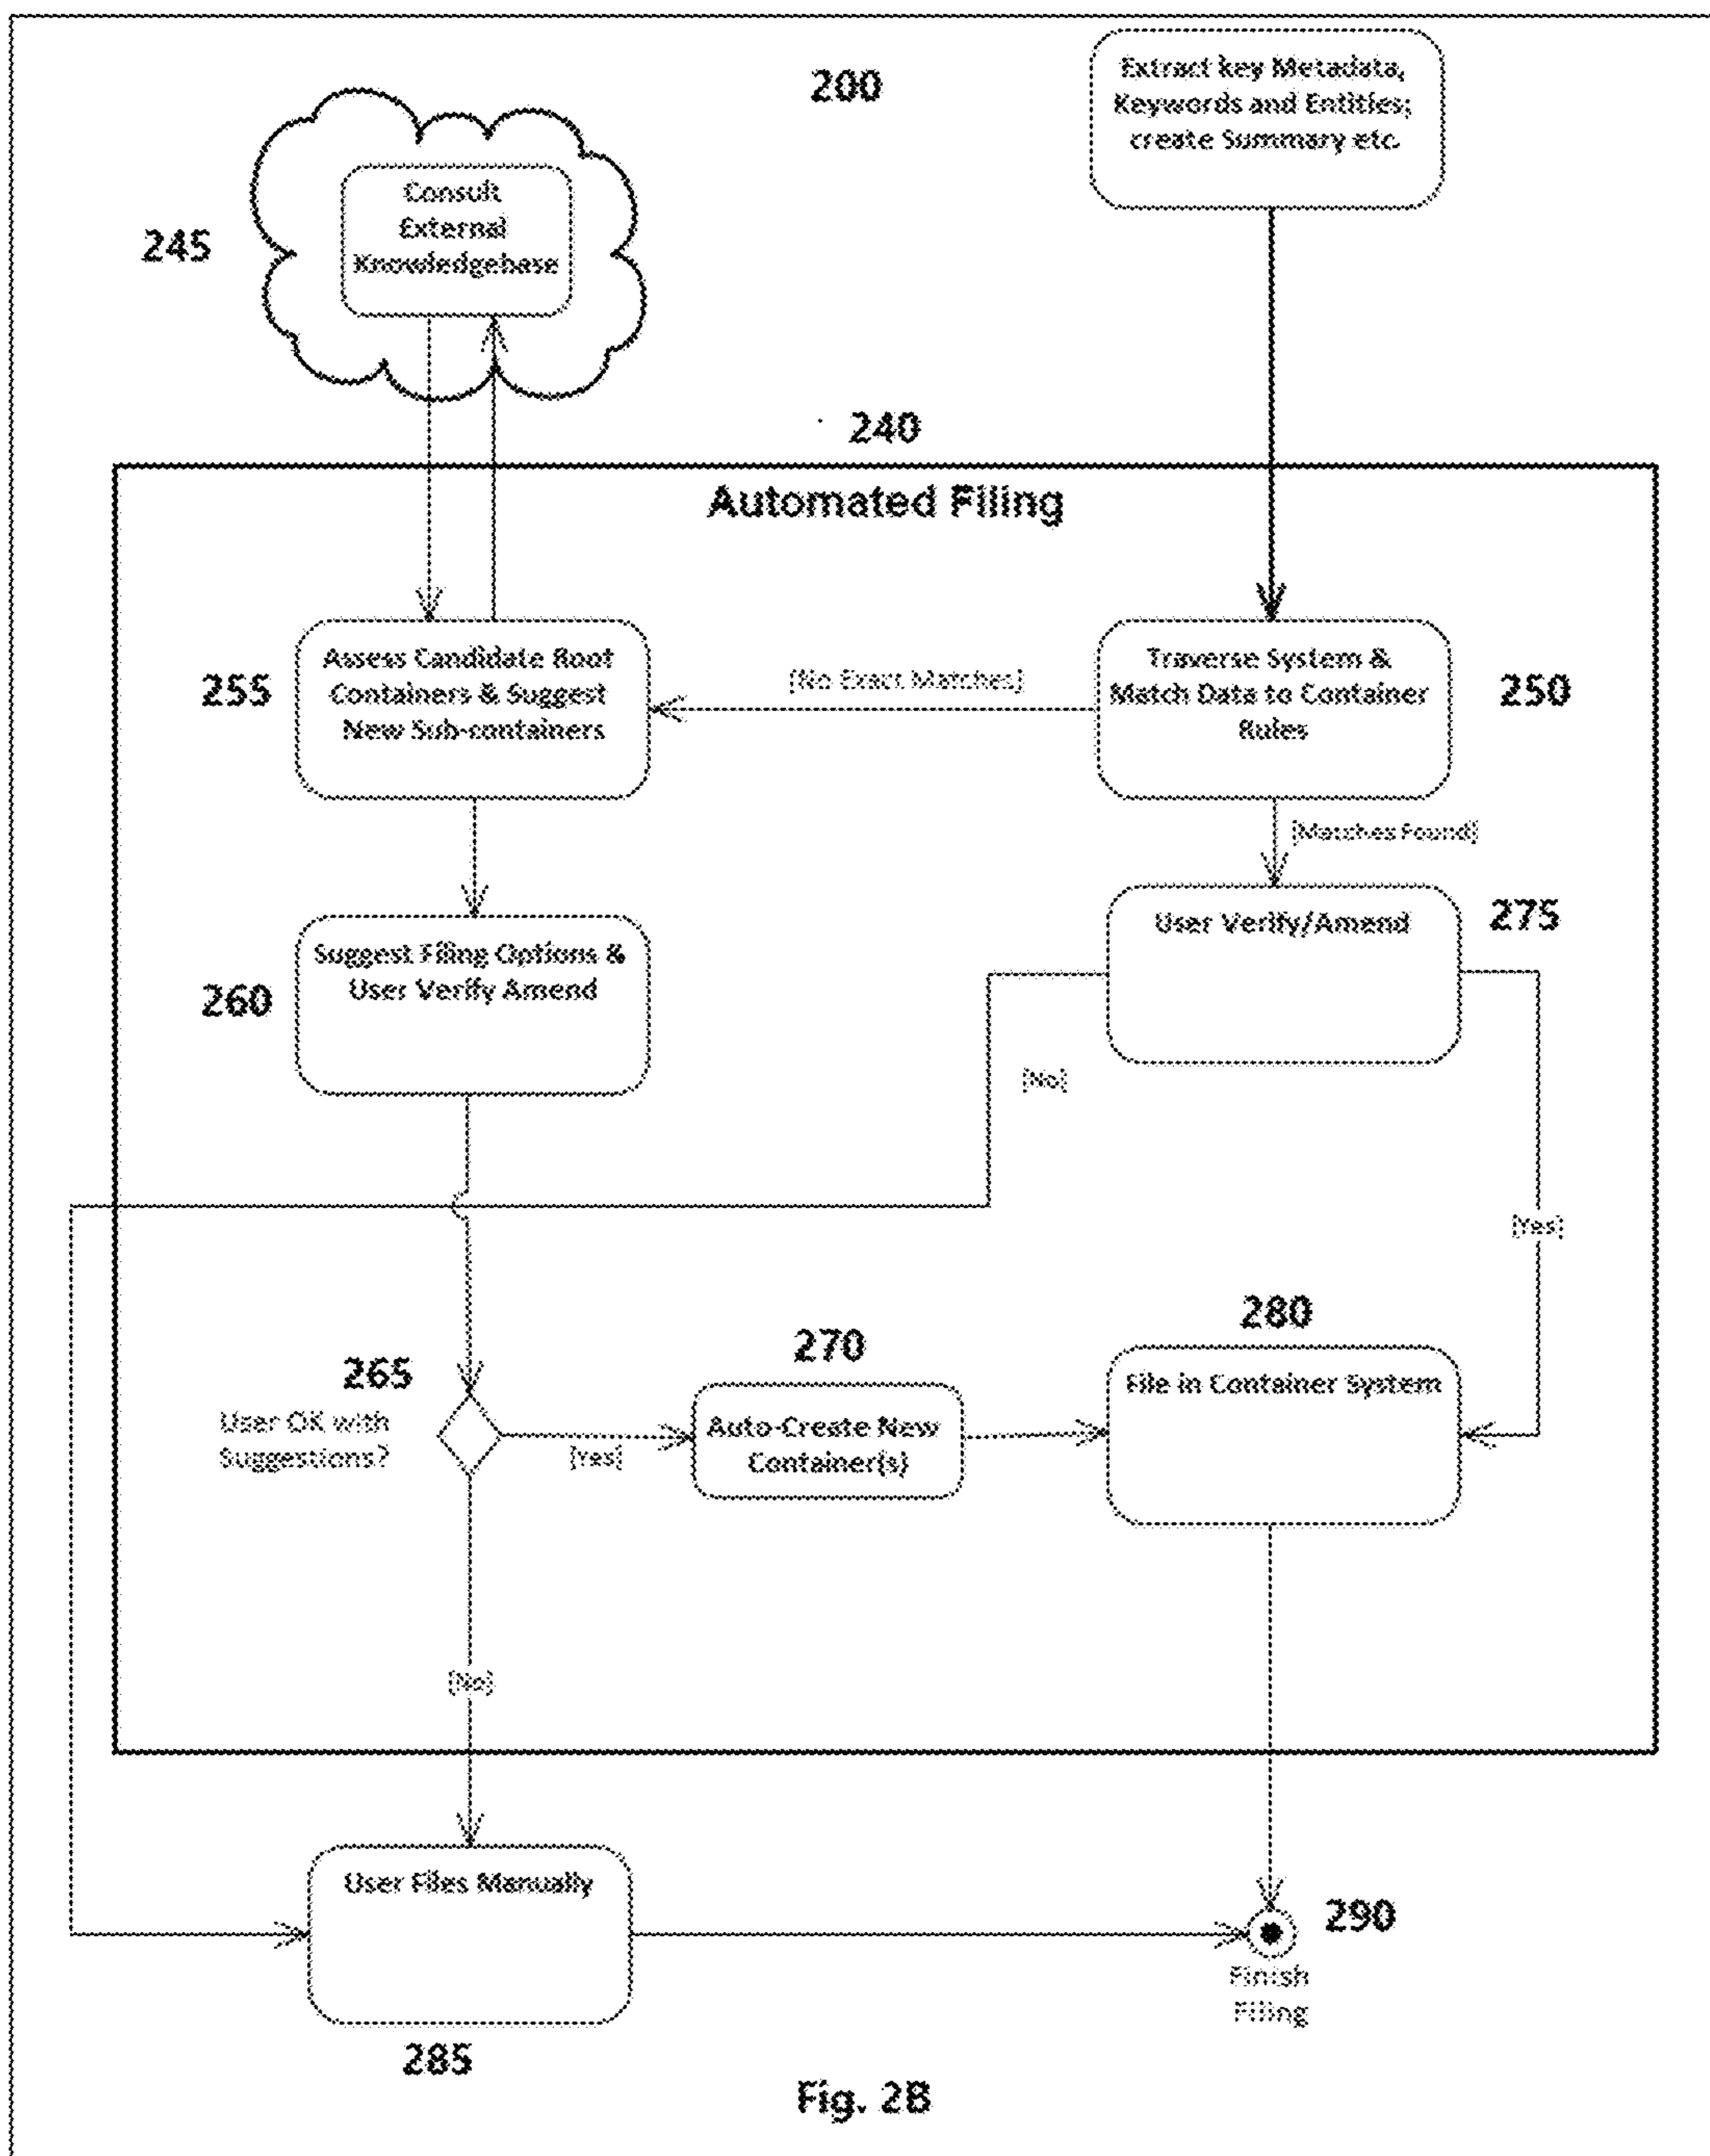 200
Extract key Metadata,
Keywords and Entities;
create Summary etc.
Consult
External
Knowledgebase
245
240
Automated Filing
Assess Candidate Root
Containers & Suggest
New Sub-containers
255
[No Exact Matches]
Traverse System &
Match Data to Container
Rules
250
[Matches Found]
User Verify/Amend
275
Suggest Filing Options &
User Verify Amend
260
[No]
[Yes]
265
User OK with
Suggestions?
[Yes]
270
Auto-Create New
Container(s)
280
File in Container System
[No]
User Files Manually
285
290
Finish
Filing
Fig. 2B